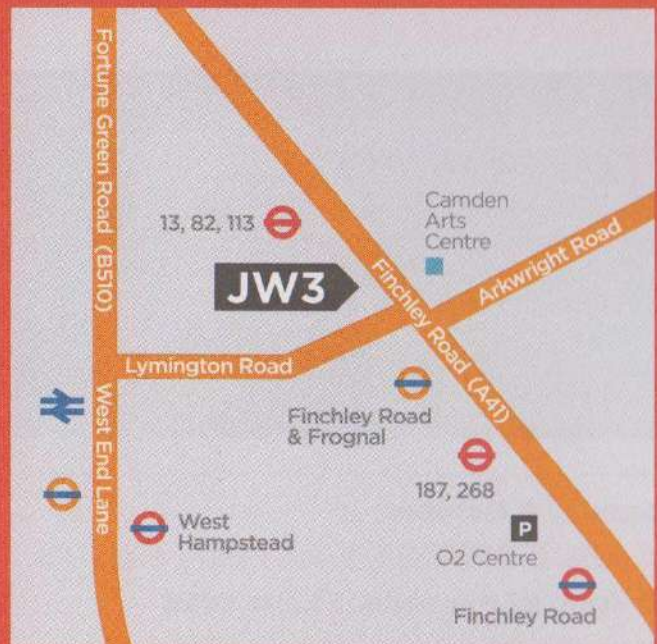 Fortune Green Road (B510)
13, 82, 113
Camden
Arts
Centre
JW3
Finchley Road (A41)
Arkwright Road
Lymington Road
West End Lane
Finchley Road
& Frognal
187, 268
West
Hampstead
P
O2 Centre
Finchley Road